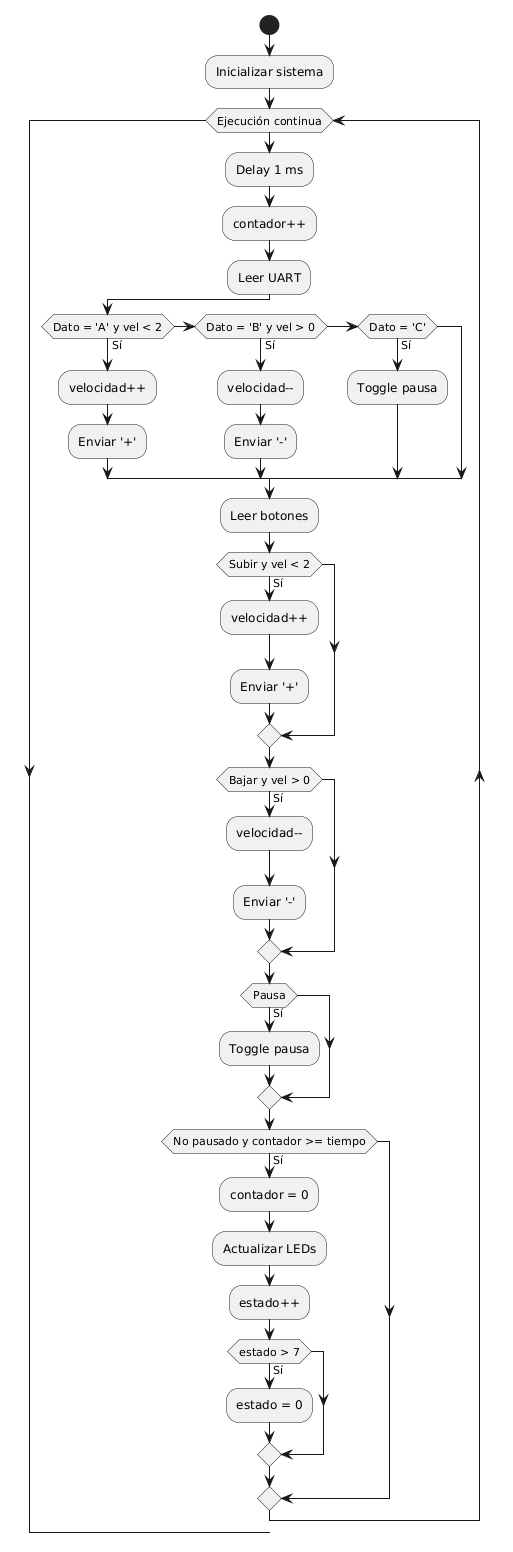 Inicializar sistema
Ejecución continua
Delay 1 ms
contador++
Leer UART
Dato = 'A' y vel < 2
Sí
velocidad++
Enviar '+'
Dato = 'B' y vel > 0
Sí
velocidad--
Enviar '-'
Dato = 'C'
Sí
Toggle pausa
Leer botones
Subir y vel < 2
Sí
velocidad++
Enviar '+'
Bajar y vel > 0
Sí
velocidad--
Enviar '-'
Pausa
Sí
Toggle pausa
No pausado y contador >= tiempo
Sí
contador = 0
Actualizar LEDs
estado++
estado > 7
Sí
estado = 0